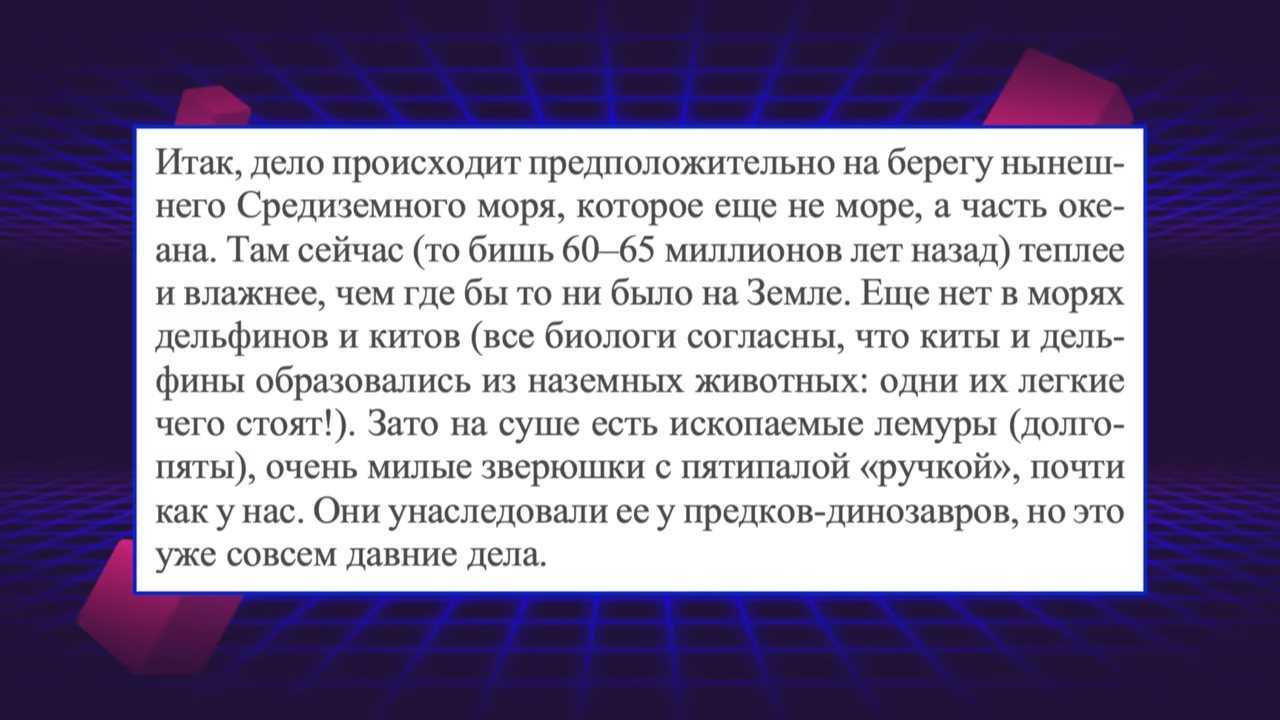 Итак, дело происходит предположительно на берегу нынеш-
него Средиземного моря, которое еще не море, а часть оке-
ана. Там сейчас (то бишь 60–65 миллионов лет назад) теплее
и влажнее, чем где бы то ни было на Земле. Еще нет в морях
дельфинов и китов (все биологи согласны, что киты и дель-
фины образовались из наземных животных: одни их легкие
чего стоят!). Зато на суше есть ископаемые лемуры (долго-
пяты), очень милые зверюшки с пятипалой «ручкой», почти
как у нас. Они унаследовали ее у предков-динозавров, но это
уже совсем давние дела.